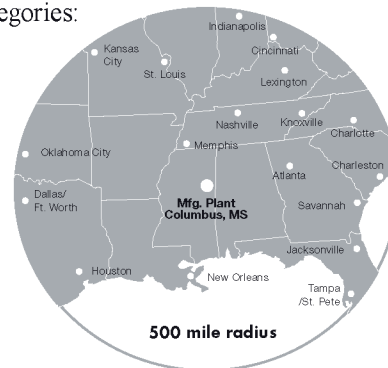 egories:
Indianapolis
Cincinnati
Kansas
City
St. Louis
Lexington
Nashville
Knoxville
Charlotte
Memphis
Oklahoma City
Charleston
Atlanta
Dallas/
Ft. Worth
Mfg. Plant
Columbus, MS
Savannah
Jacksonville
Houston
New Orleans
Tampa
/St. Pete
500 mile radius